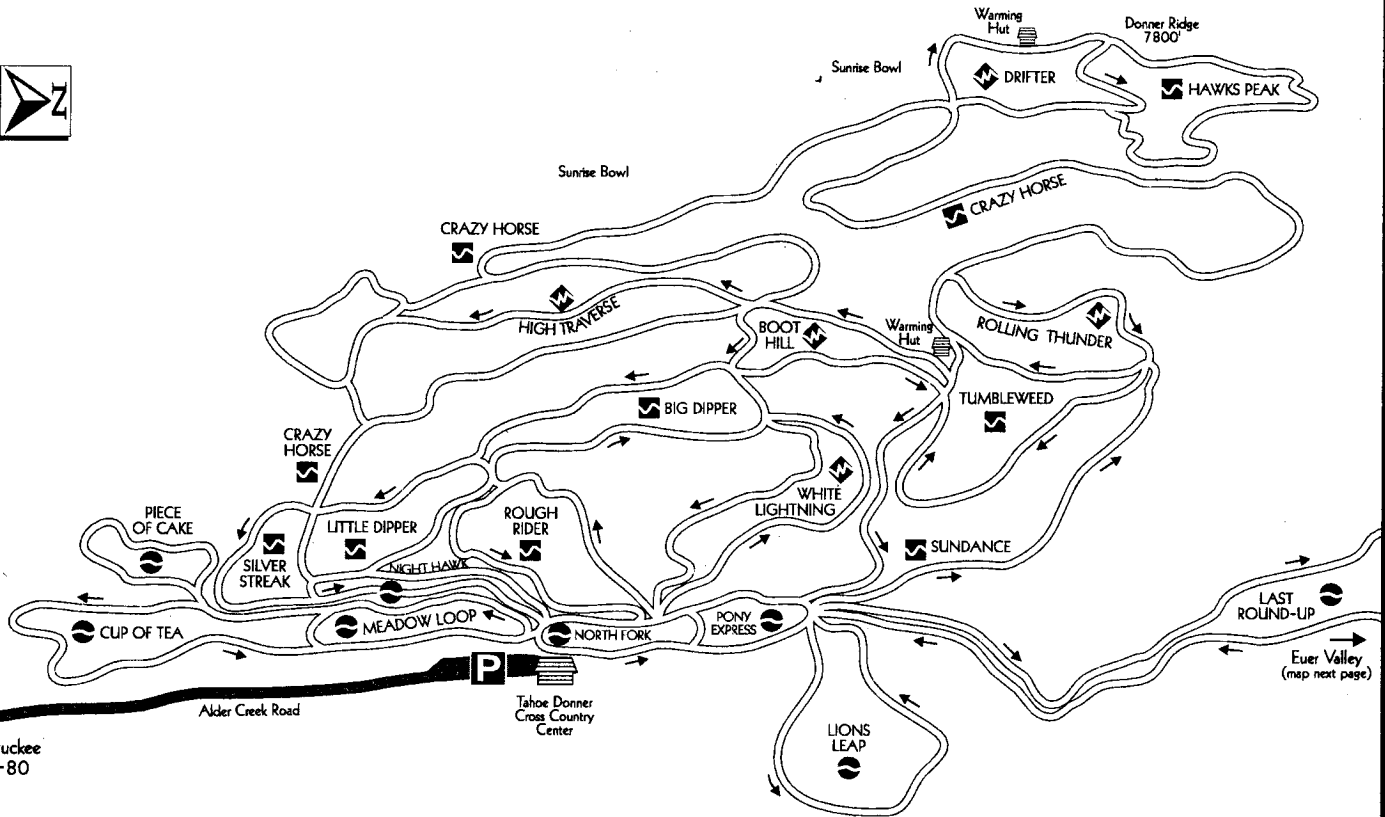 Warming
Hut
Donner Ridge
7800'
Sunrise Bowl
DRIFTER
HAWKS PEAK
N
Sunrise Bowl
CRAZY HORSE
CRAZY HORSE
HIGH TRAVERSE
BOOT
HILL
Warming
Hut
ROLLING THUNDER
TUMBLEWEED
BIG DIPPER
CRAZY
HORSE
WHITE
LIGHTNING
PIECE
OF CAKE
LITTLE DIPPER
ROUGH
RIDER
SILVER
STREAK
NIGHT HAWK
SUNDANCE
CUP OF TEA
MEADOW LOOP
NORTH FORK
PONY
EXPRESS
LAST
ROUND-UP
Euer Valley
(map next page)
P
Alder Creek Road
Tahoe Donner
Cross Country
Center
LIONS
LEAP
uckee
-80